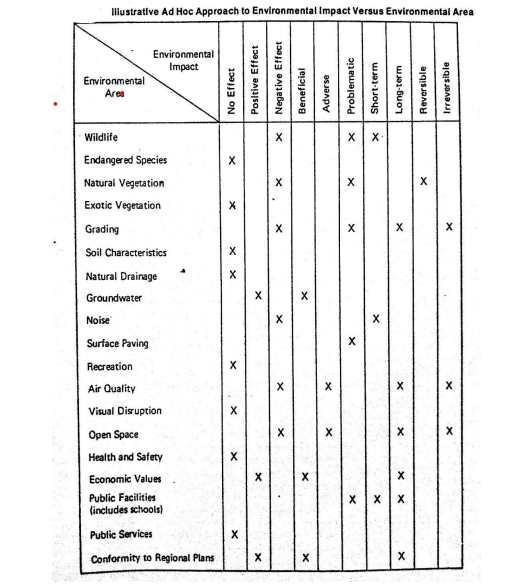 Illustrative Ad Hoc Approach to Environmental Impact Versus Environmental Area
Environmental
Impact
Environmental
Area
No Effect
Positive Effect
Negative Effect
Beneficial
Adverse
Problematic
Short-term
Long-term
Reversible
Irreversible
Wildlife X X X
Endangered Species X
Natural Vegetation X X X
Exotic Vegetation X
Grading X X X X
Soil Characteristics X
Natural Drainage X
Groundwater X X
Noise X X
Surface Paving X
Recreation X
Air Quality X X X X
Visual Disruption X
Open Space X X X X
Health and Safety X
Economic Values X X X
Public Facilities
(includes schools) X X X
Public Services X
Conformity to Regional Plans X X X